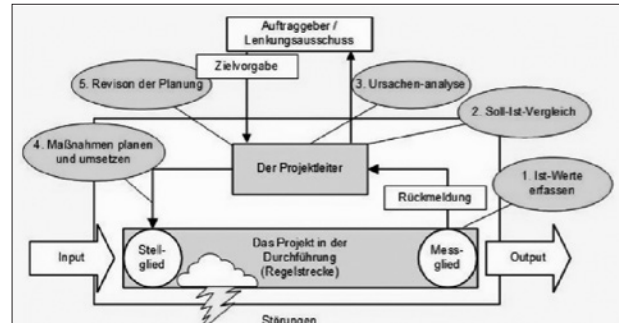 Auftraggeber /
Lenkungsausschuss
Zielvorgabe
5. Revison der Planung
3. Ursachen-analyse
2. Soll-Ist-Vergleich
4. Maßnahmen planen
und umsetzen
Der Projektleiter
1. Ist-Werte
erfassen
Rückmeldung
Input
Stell-
glied
Das Projekt in der
Durchführung
(Regelstrecke)
Mess-
glied
Output
Störungen